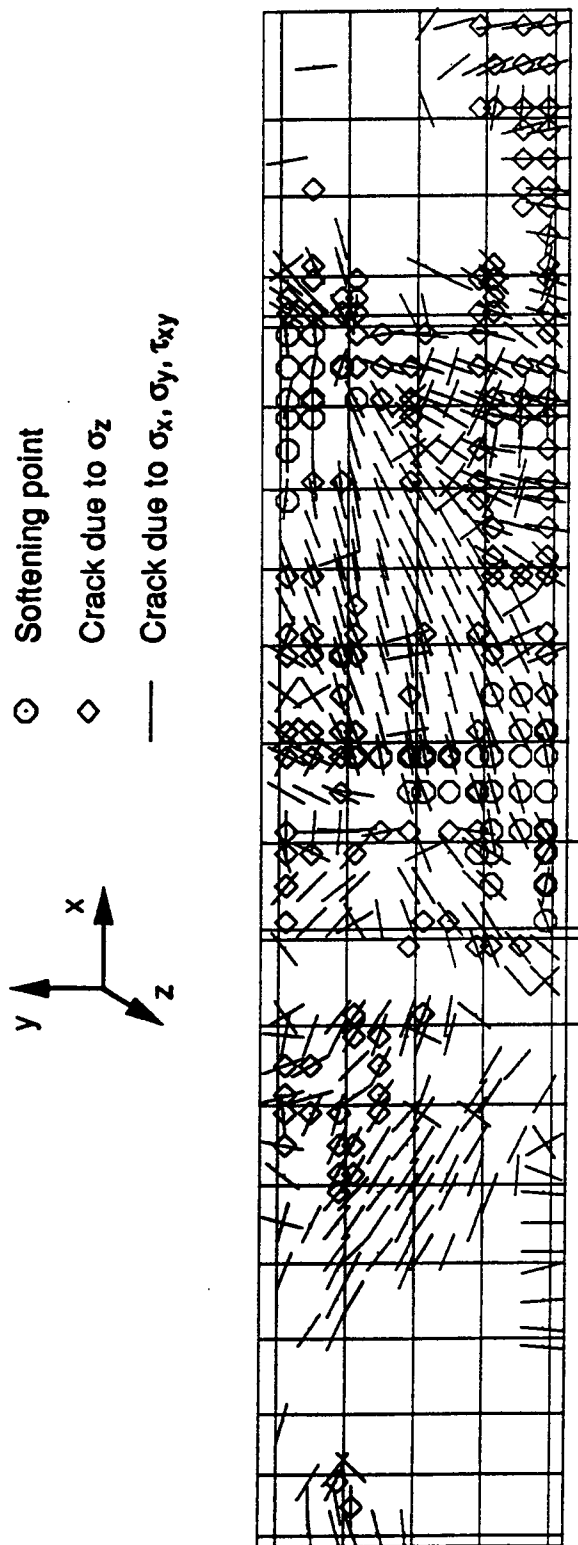 Softening point
Crack due to σz
Crack due to σx, σy, τxy
y
x
z